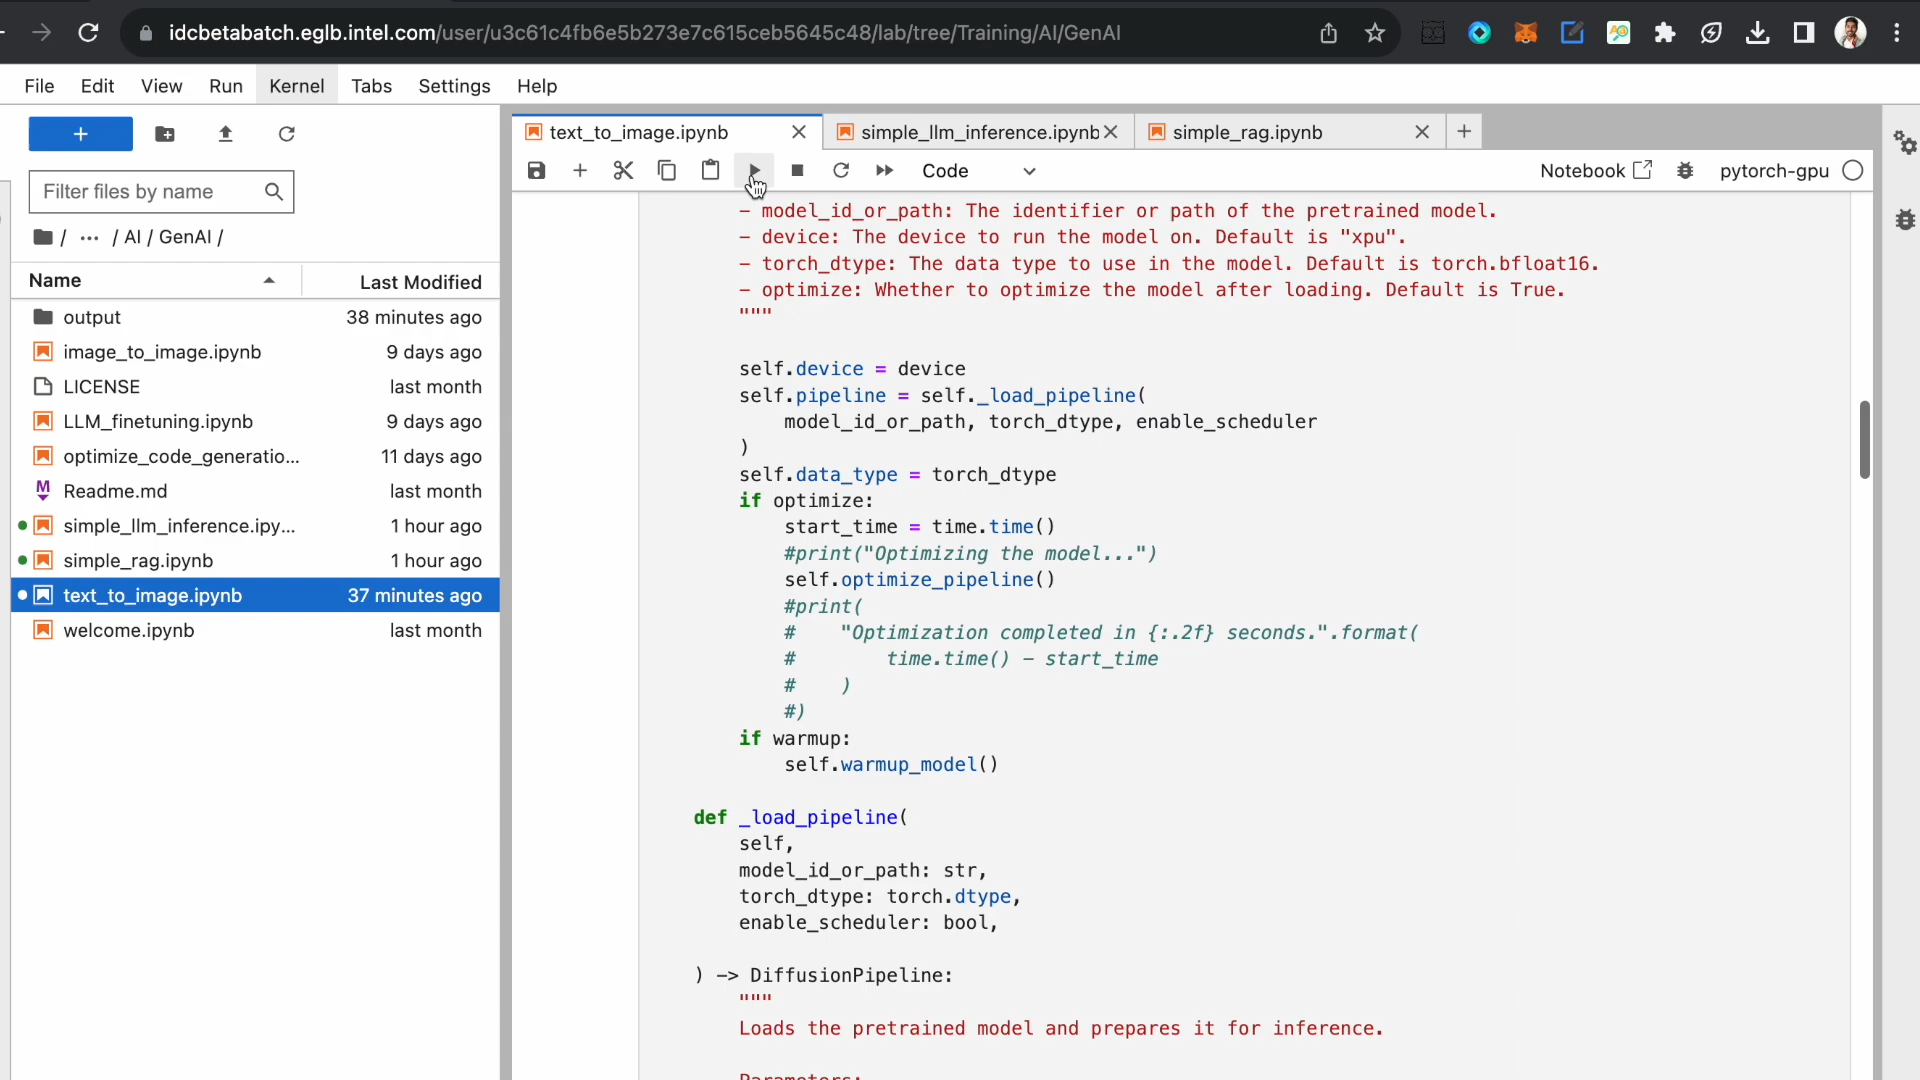 idcbetabatch.eglb.intel.com/user/u3c61c4fb6e5b273e7c615ceb5645c48/lab/tree/Training/AI/GenAI
File Edit View Run Kernel Tabs Settings Help
+
text_to_image.ipynb
simple_llm_inference.ipynb
simple_rag.ipynb
Code
Notebook
pytorch-gpu
Filter files by name
/ ··· / AI / GenAI /
Name Last Modified
output 38 minutes ago
image_to_image.ipynb 9 days ago
LICENSE last month
LLM_finetuning.ipynb 9 days ago
optimize_code_generatio... 11 days ago
Readme.md last month
simple_llm_inference.ipy... 1 hour ago
simple_rag.ipynb 1 hour ago
text_to_image.ipynb 37 minutes ago
welcome.ipynb last month
- model_id_or_path: The identifier or path of the pretrained model.
- device: The device to run the model on. Default is "xpu".
- torch_dtype: The data type to use in the model. Default is torch.bfloat16.
- optimize: Whether to optimize the model after loading. Default is True.
"""
self.device = device
self.pipeline = self._load_pipeline(
model_id_or_path, torch_dtype, enable_scheduler
)
self.data_type = torch_dtype
if optimize:
start_time = time.time()
#print("Optimizing the model...")
self.optimize_pipeline()
#print(
# "Optimization completed in {:.2f} seconds.".format(
# time.time() - start_time
# )
#)
if warmup:
self.warmup_model()
def _load_pipeline(
self,
model_id_or_path: str,
torch_dtype: torch.dtype,
enable_scheduler: bool,
) -> DiffusionPipeline:
"""
Loads the pretrained model and prepares it for inference.
Parameters: